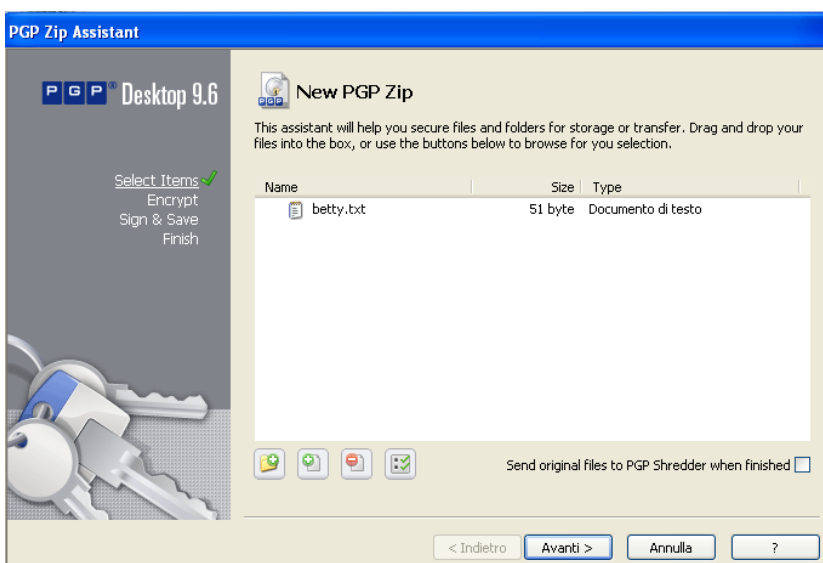 PGP Zip Assistant
PGP® Desktop 9.6
New PGP Zip
This assistant will help you secure files and folders for storage or transfer. Drag and drop your
files into the box, or use the buttons below to browse for you selection.
Select Items
Encrypt
Sign & Save
Finish
Name Size Type
betty.txt 51 byte Documento di testo
Send original files to PGP Shredder when finished
< Indietro Avanti > Annulla ?